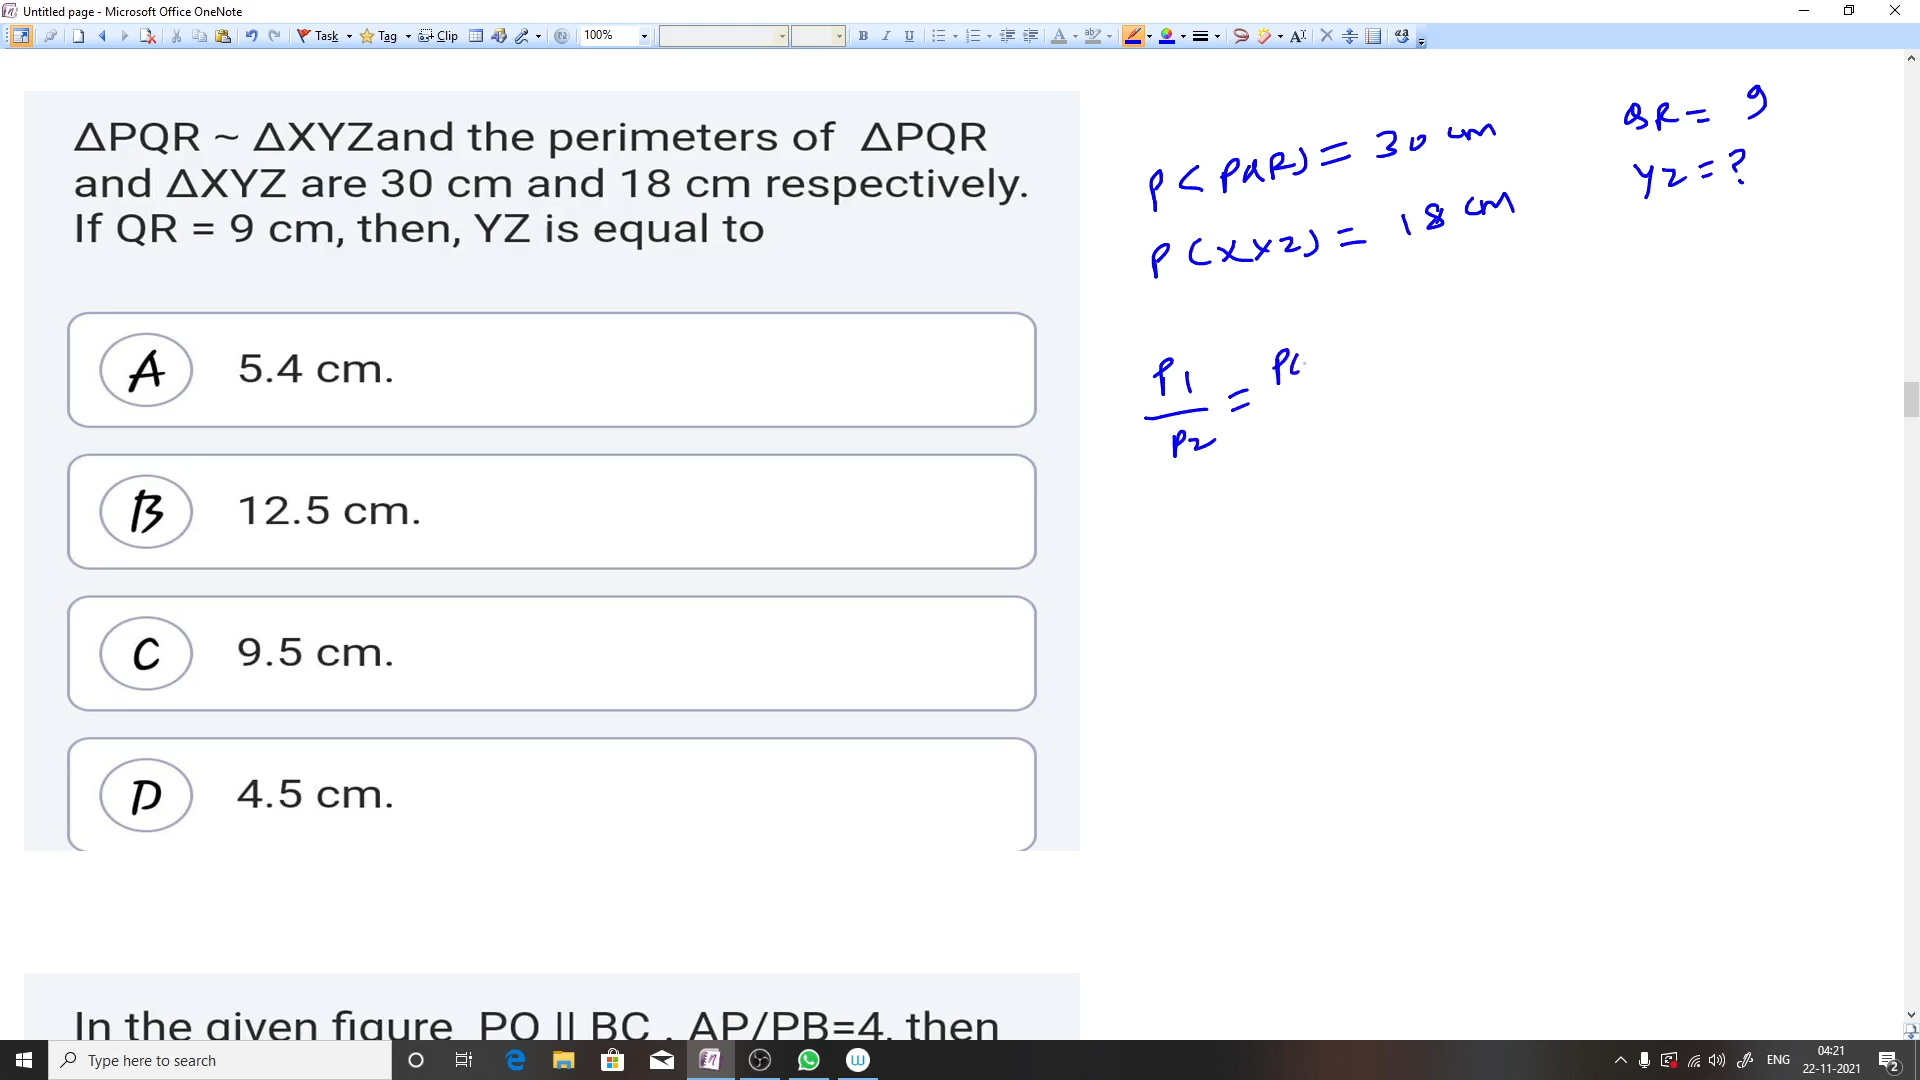 Untitled page - Microsoft Office OneNote
Task Tag Clip 100% B I U
ΔPQR ~ ΔXYZand the perimeters of ΔPQR
and ΔXYZ are 30 cm and 18 cm respectively.
If QR = 9 cm, then, YZ is equal to
A 5.4 cm.
B 12.5 cm.
C 9.5 cm.
D 4.5 cm.
P(PQR) = 30 cm
P(XYZ) = 18 cm
QR = 9
YZ = ?
P1
P2
= P(
In the given figure PQ || BC , AP/PB=4, then
Type here to search
ENG
04:21
22-11-2021
2